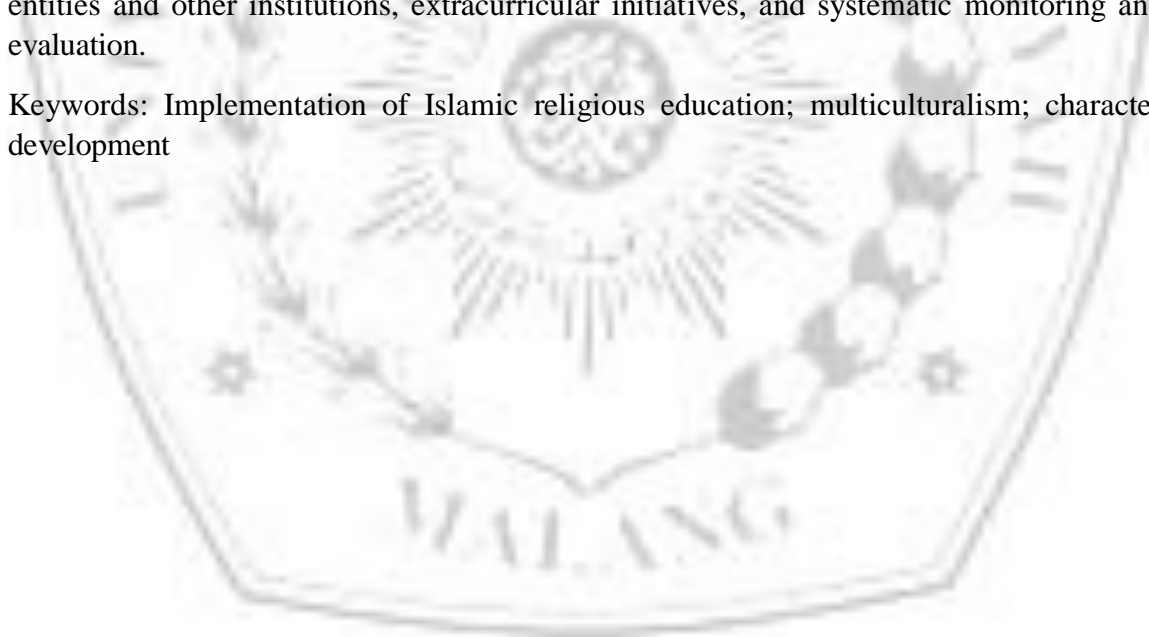 entities and other institutions, extracurricular initiatives, and systematic monitoring an
evaluation.
Keywords: Implementation of Islamic religious education; multiculturalism; characte
development
MALANG